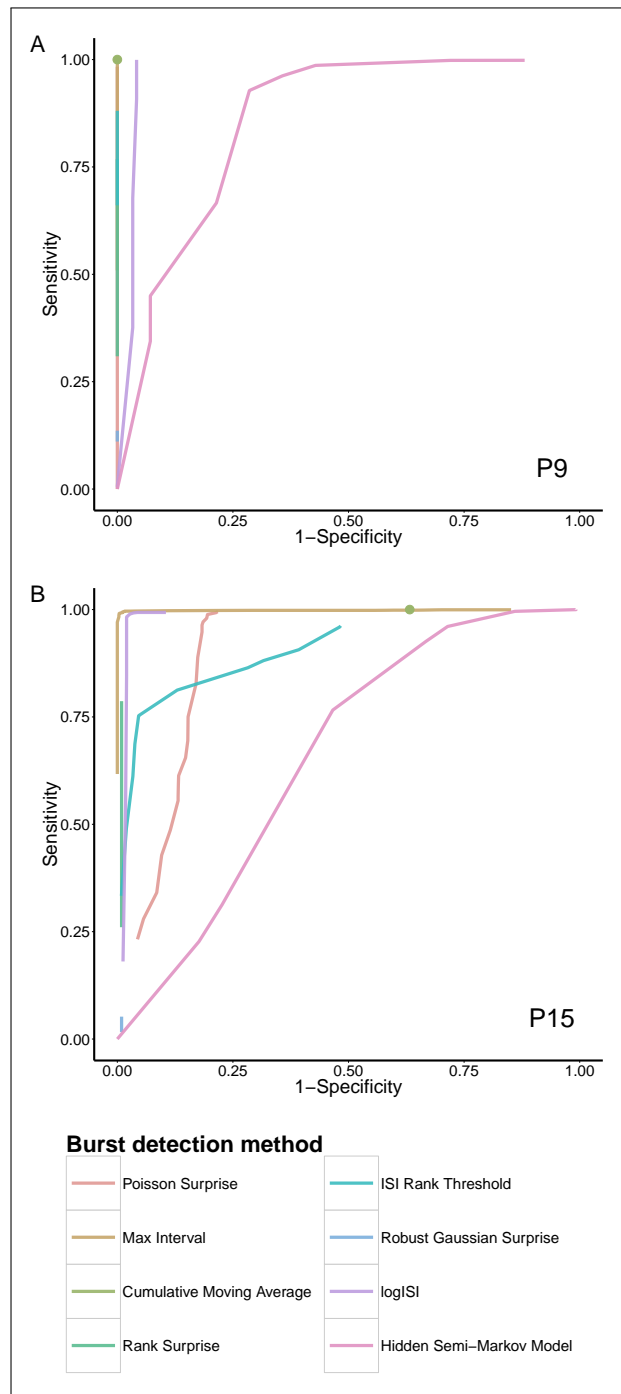 A
1.00
0.75
0.50
0.25
0.00
Sensitivity
P9
0.00 0.25 0.50 0.75 1.00
1−Specificity
B
1.00
0.75
0.50
0.25
0.00
Sensitivity
P15
0.00 0.25 0.50 0.75 1.00
1−Specificity
Burst detection method
Poisson Surprise
Max Interval
Cumulative Moving Average
Rank Surprise
ISI Rank Threshold
Robust Gaussian Surprise
logISI
Hidden Semi−Markov Model